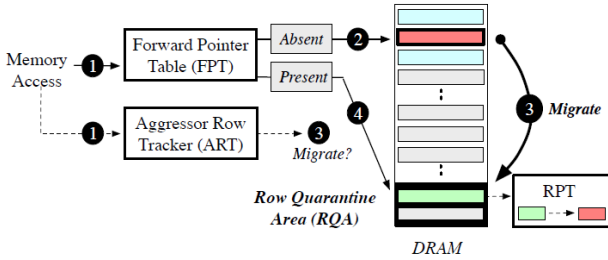 Memory
Access
1
Forward Pointer
Table (FPT)
Absent
2
Present
4
1
Aggressor Row
Tracker (ART)
3
Migrate?
3
Migrate
Row Quarantine
Area (RQA)
RPT
DRAM